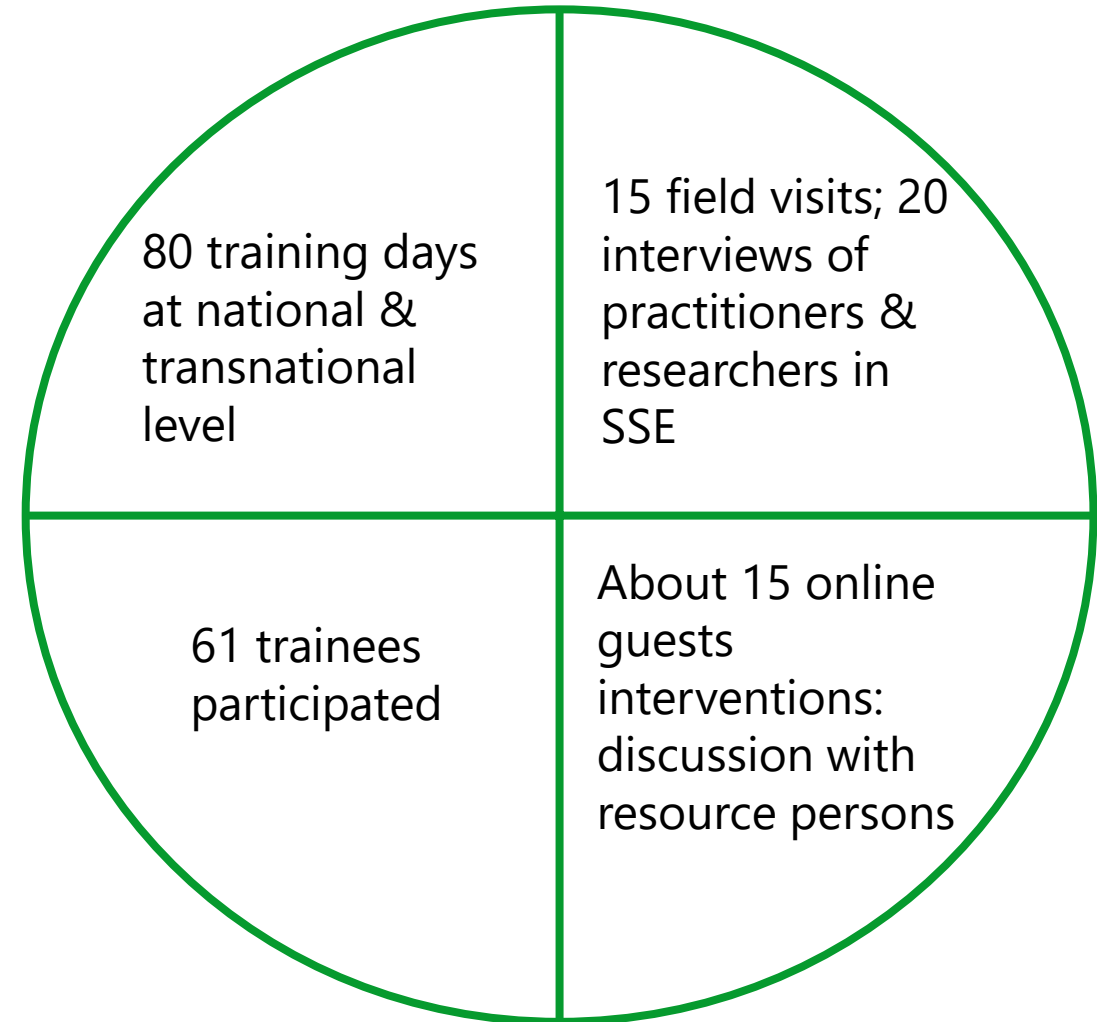 80 training days
at national &
transnational
level
15 field visits; 20
interviews of
practitioners &
researchers in
SSE
61 trainees
participated
About 15 online
guests
interventions:
discussion with
resource persons